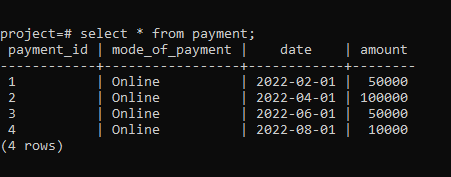 project=# select * from payment;
 payment_id | mode_of_payment |    date    | amount
------------+-----------------+------------+--------
 1          | Online          | 2022-02-01 |  50000
 2          | Online          | 2022-04-01 | 100000
 3          | Online          | 2022-06-01 |  50000
 4          | Online          | 2022-08-01 |  10000
(4 rows)